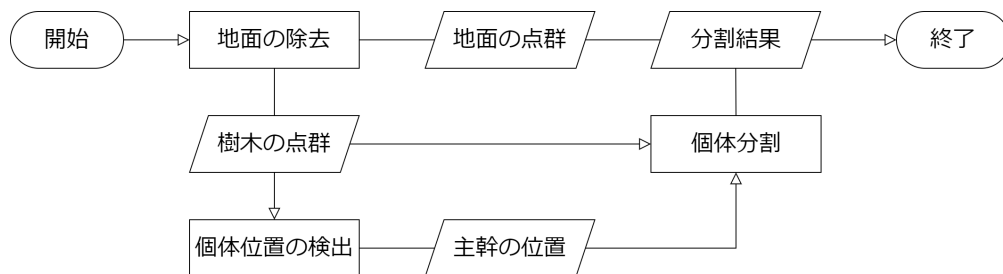 開始
地面の除去
地面の点群
分割結果
終了
樹木の点群
個体分割
個体位置の検出
主幹の位置